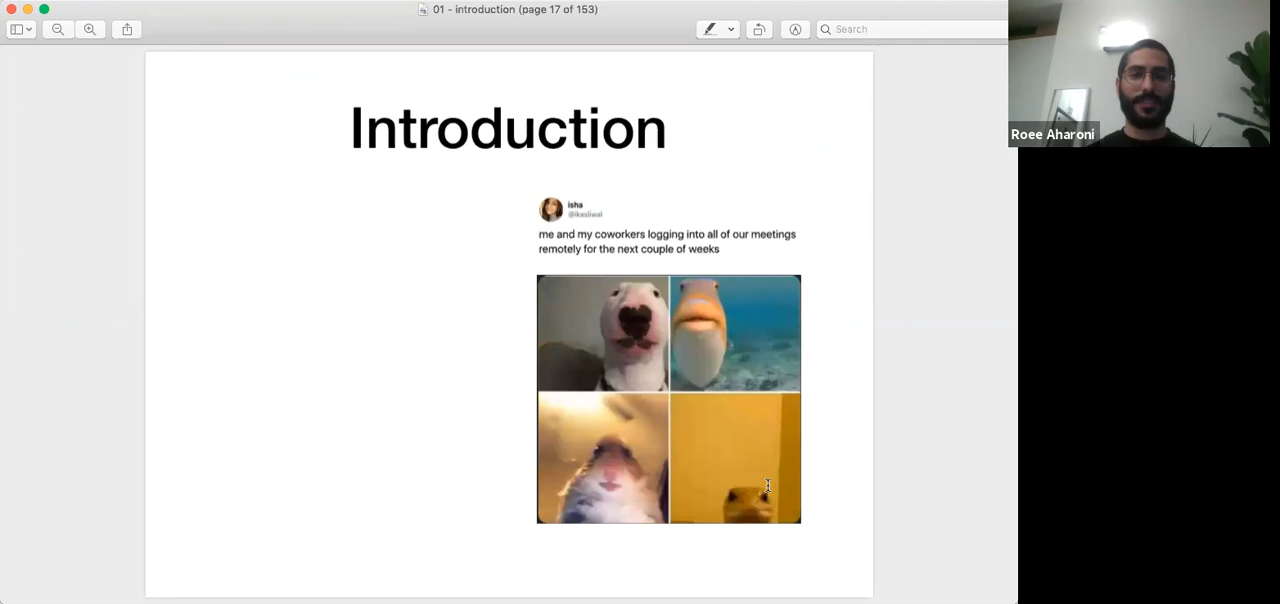 01 - introduction (page 17 of 153)
Search
Roee Aharoni
Introduction
isha
@ikasliwal
me and my coworkers logging into all of our meetings
remotely for the next couple of weeks